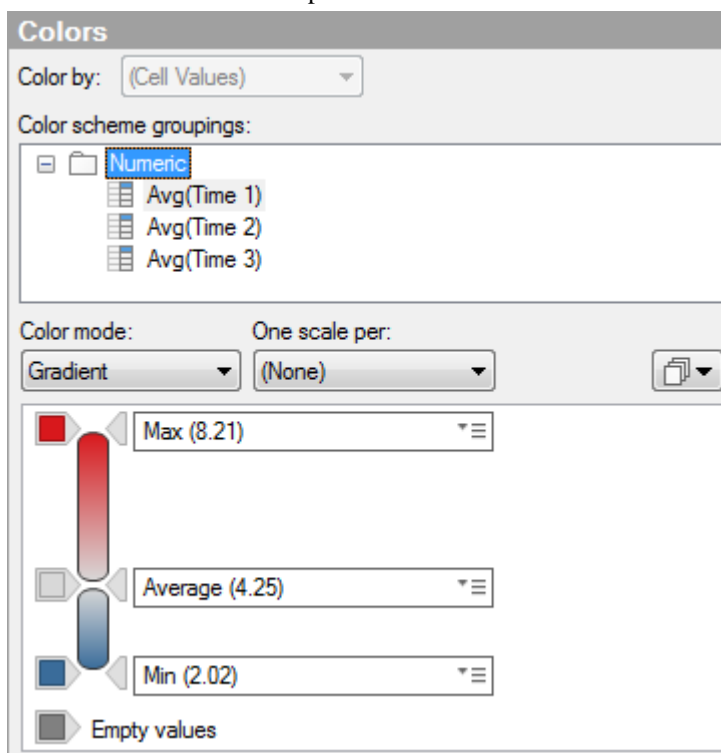 Colors
Color by: (Cell Values)
Color scheme groupings:
Numeric
Avg(Time 1)
Avg(Time 2)
Avg(Time 3)
Color mode: One scale per:
Gradient (None)
Max (8.21)
Average (4.25)
Min (2.02)
Empty values